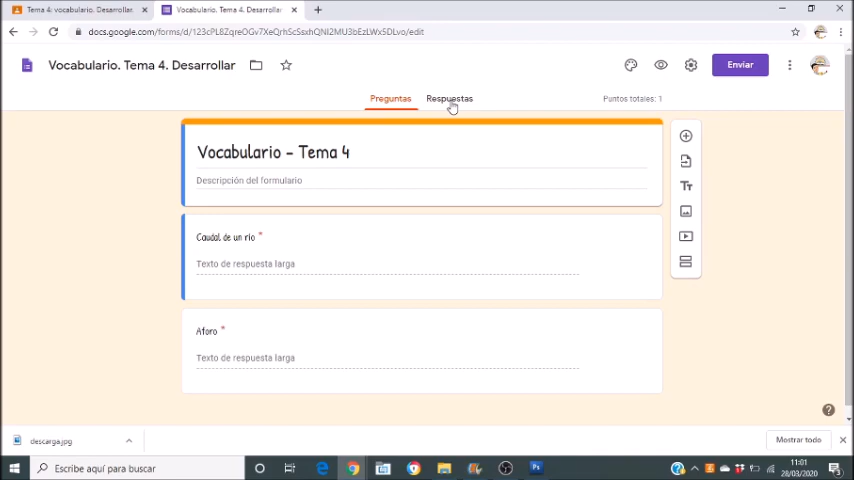 Tema 4: vocabulario. Desarrollar.
Vocabulario. Tema 4. Desarrollar.
docs.google.com/forms/d/123cPL8ZqreOGv7XeQrhScSsxhQNI2MU3bEzLWx5DLvo/edit
Vocabulario. Tema 4. Desarrollar
Enviar
Preguntas
Respuestas
Puntos totales: 1
Vocabulario - Tema 4
Descripción del formulario
Caudal de un río *
Texto de respuesta larga
Aforo *
Texto de respuesta larga
descarga.jpg
Mostrar todo
Escribe aquí para buscar
11:01
28/03/2020